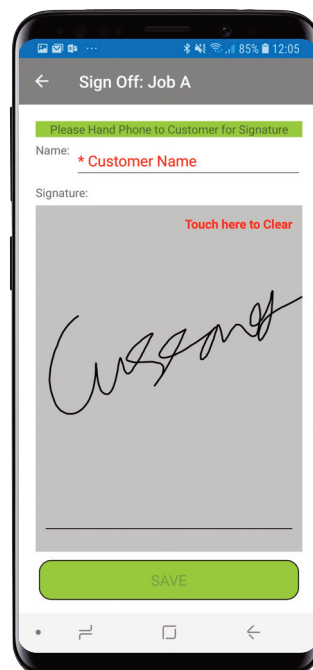 85% 12:05
Sign Off: Job A
Please Hand Phone to Customer for Signature
Name:
* Customer Name
Signature:
Touch here to Clear
Customer
SAVE